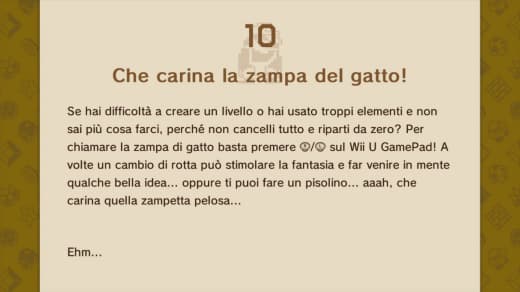 10
Che carina la zampa del gatto!
Se hai difficoltà a creare un livello o hai usato troppi elementi e non
sai più cosa farci, perché non cancelli tutto e riparti da zero? Per
chiamare la zampa di gatto basta premere / sul Wii U GamePad! A
volte un cambio di rotta può stimolare la fantasia e far venire in mente
qualche bella idea... oppure ti puoi fare un pisolino... aaah, che
carina quella zampetta pelosa...
Ehm...